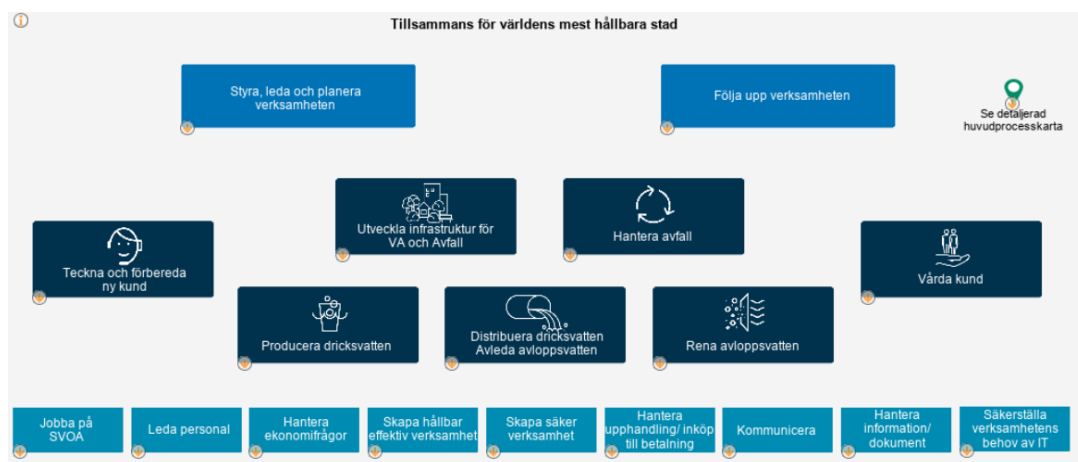 Tillsammans för världens mest hållbara stad
Styra, leda och planera
verksamheten
Följa upp verksamheten
Se detaljerad
huvudprocesskarta
Utveckla infrastruktur för
VA och Avfall
Hantera avfall
Teckna och förbereda
ny kund
Vårda kund
Producera dricksvatten
Distribuera dricksvatten
Avleda avloppsvatten
Rena avloppsvatten
Jobba på
SVOA
Leda personal
Hantera
ekonomifrågor
Skapa hållbar
effektiv verksamhet
Skapa säker
verksamhet
Hantera
upphandling/ inköp
till betalning
Kommunicera
Hantera
information/
dokument
Säkerställa
verksamhetens
behov av IT